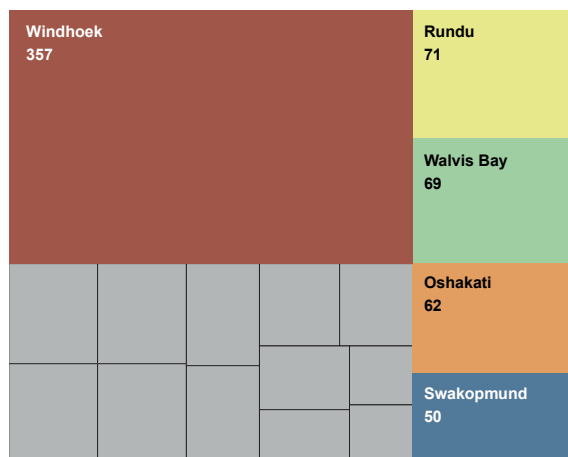 Windhoek
357
Rundu
71
Walvis Bay
69
Oshakati
62
Swakopmund
50